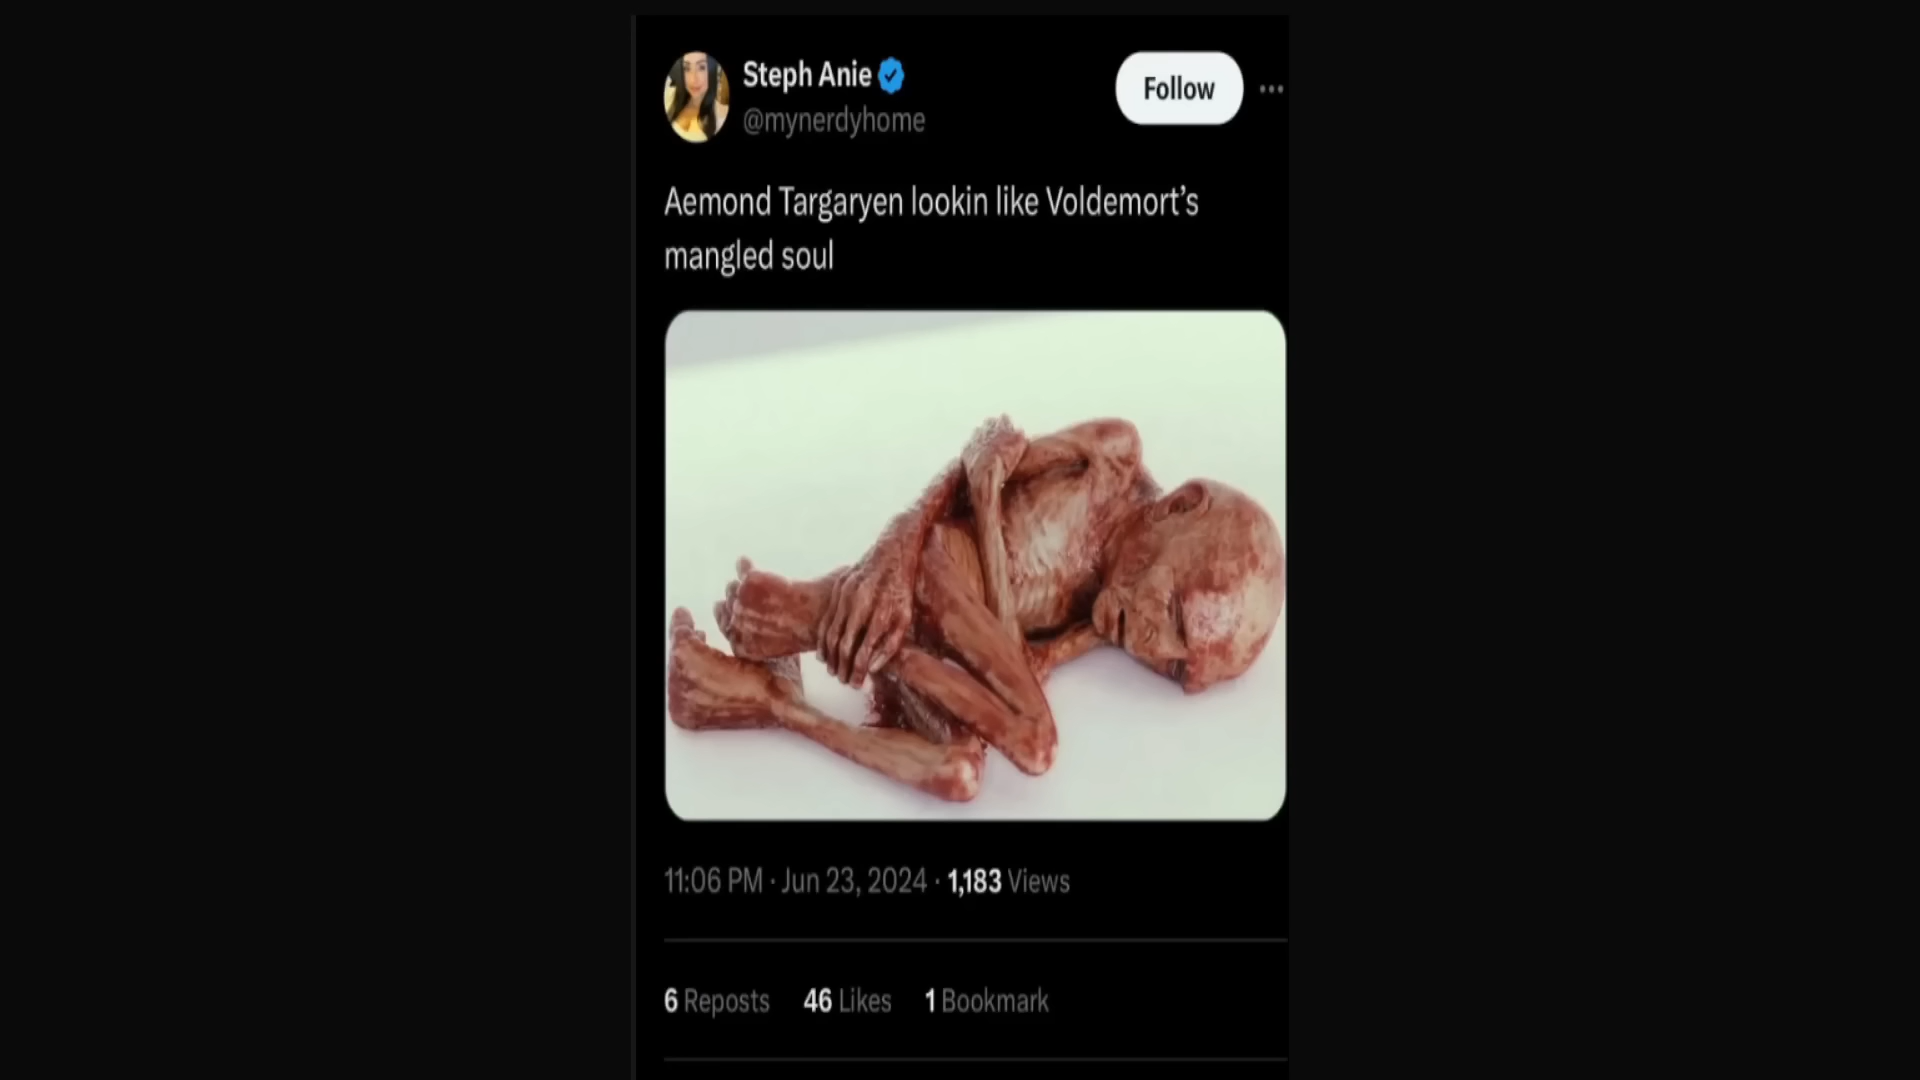 Steph Anie
@mynerdyhome
Follow
Aemond Targaryen lookin like Voldemort’s
mangled soul
11:06 PM · Jun 23, 2024 · 1,183 Views
6 Reposts 46 Likes 1 Bookmark